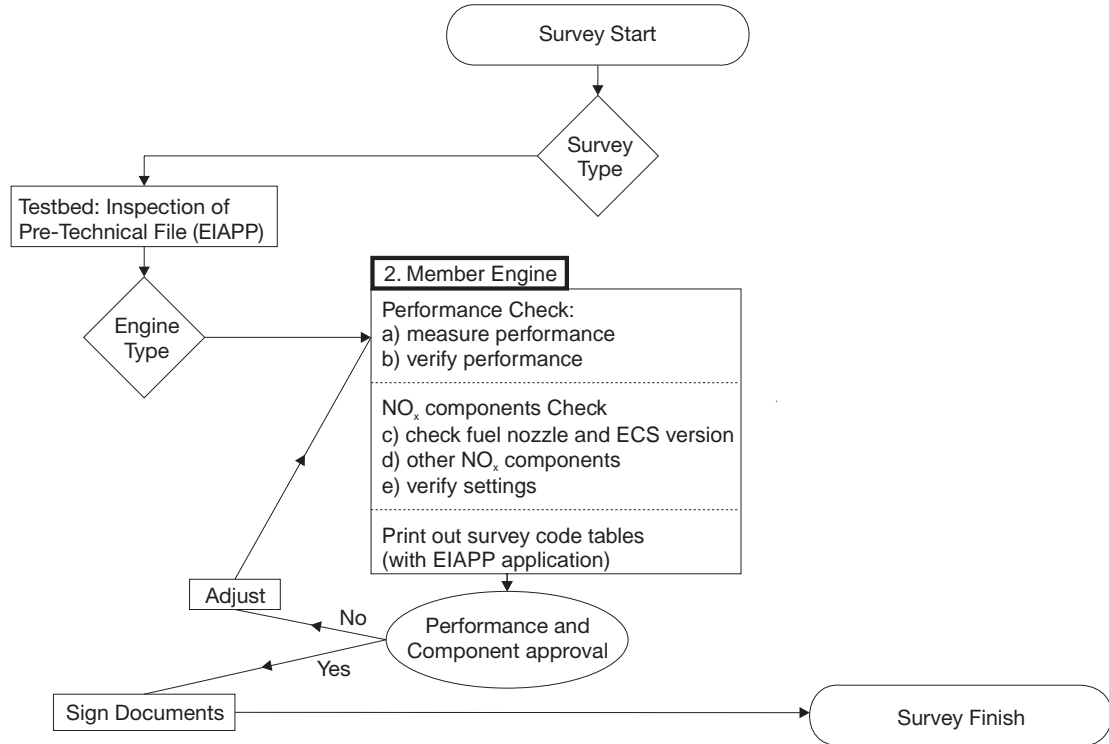 Survey Start
Survey
Type
Testbed: Inspection of
Pre-Technical File (EIAPP)
Engine
Type
2. Member Engine
Performance Check:
a) measure performance
b) verify performance
NOₓ components Check
c) check fuel nozzle and ECS version
d) other NOₓ components
e) verify settings
Print out survey code tables
(with EIAPP application)
Adjust
No
Performance and
Component approval
Yes
Sign Documents
Survey Finish